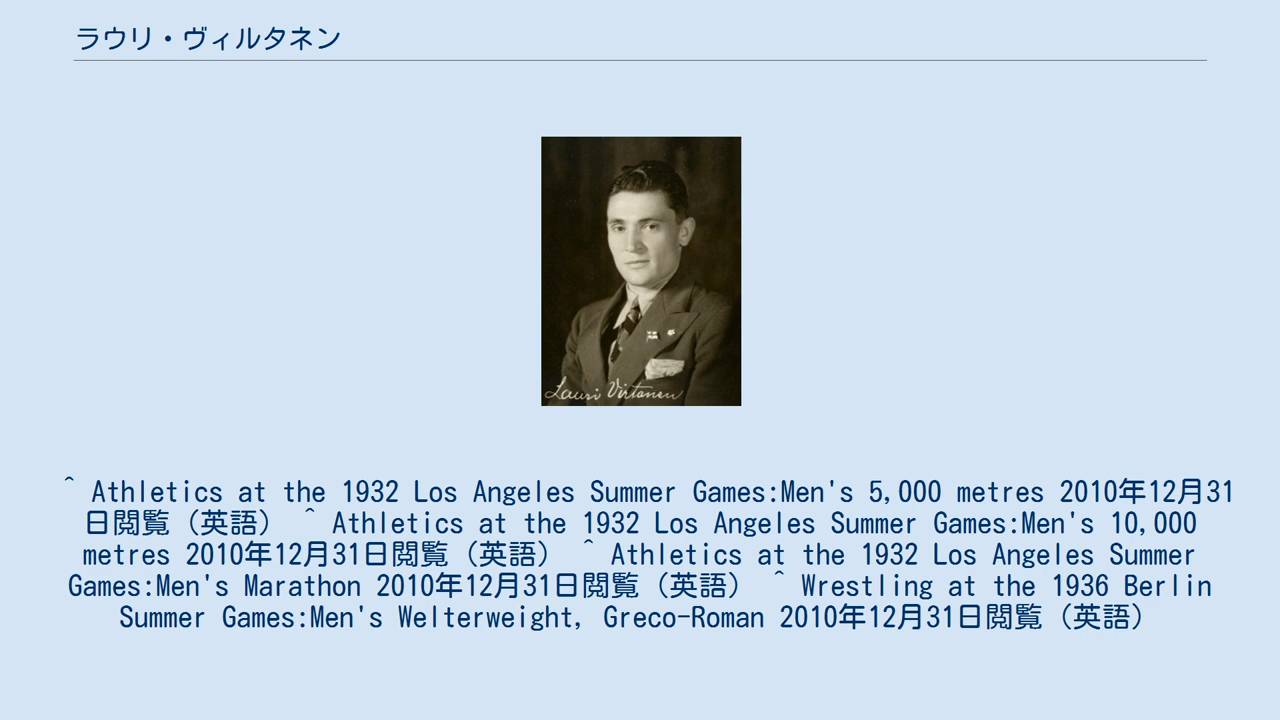 ラウリ・ヴィルタネン
Lauri Virtanen
^ Athletics at the 1932 Los Angeles Summer Games:Men's 5,000 metres 2010年12月31
日閲覧（英語） ^ Athletics at the 1932 Los Angeles Summer Games:Men's 10,000
metres 2010年12月31日閲覧（英語） ^ Athletics at the 1932 Los Angeles Summer
Games:Men's Marathon 2010年12月31日閲覧（英語） ^ Wrestling at the 1936 Berlin
Summer Games:Men's Welterweight, Greco-Roman 2010年12月31日閲覧（英語）